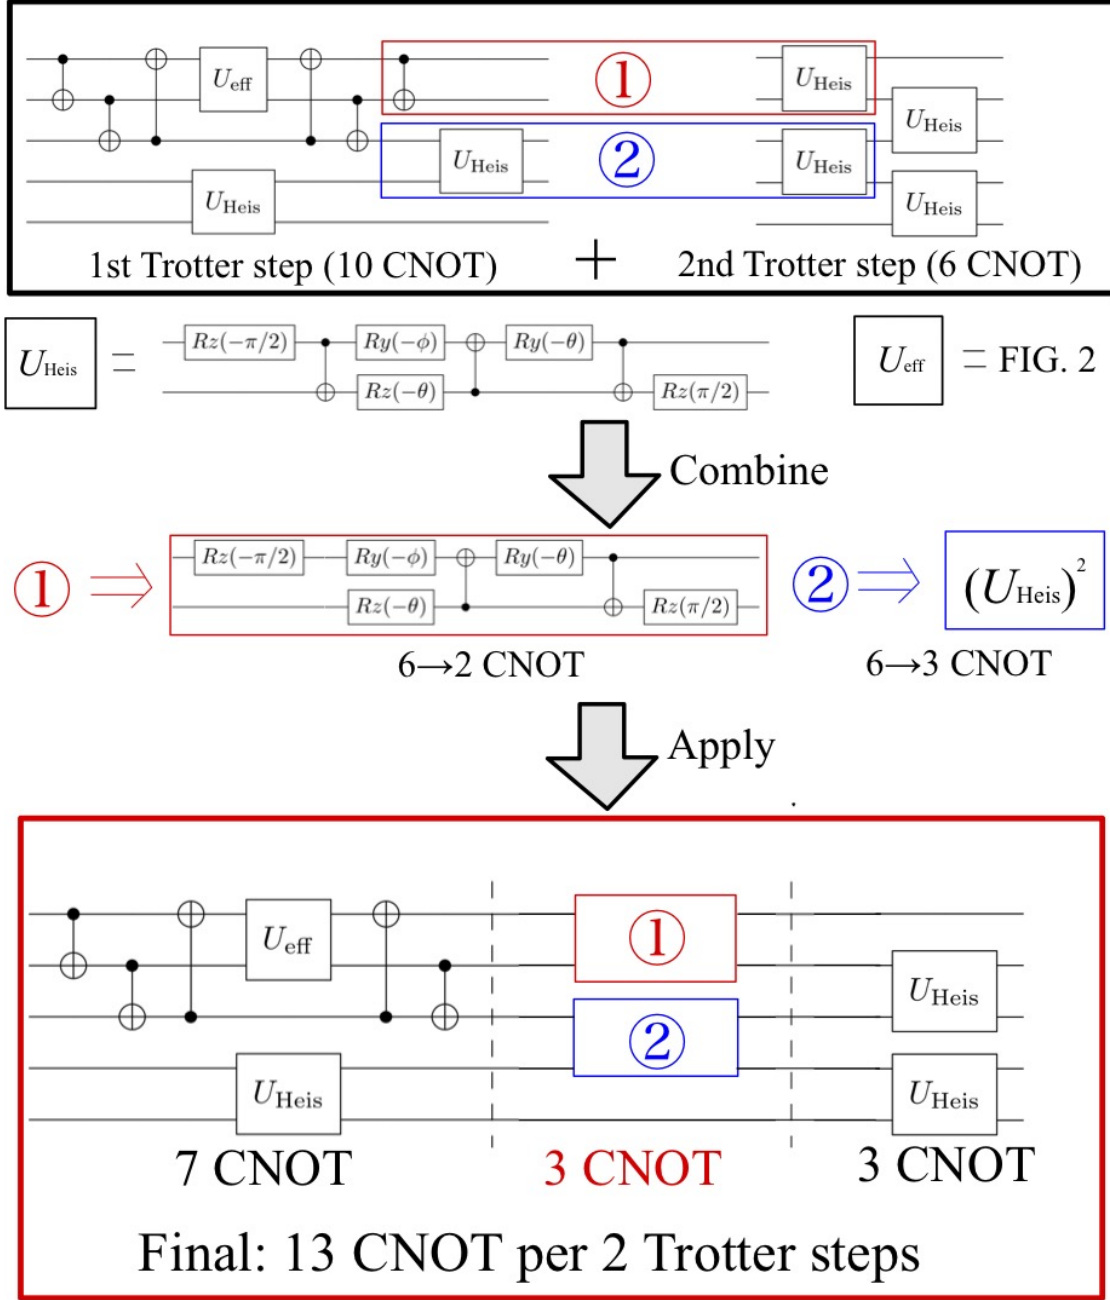 U_eff
①
U_Heis
U_Heis
U_Heis
②
U_Heis
U_Heis
U_Heis
1st Trotter step (10 CNOT) + 2nd Trotter step (6 CNOT)
U_Heis = Rz(−π/2) Ry(−ϕ) Ry(−θ)
Rz(−θ) Rz(π/2)
U_eff = FIG. 2
Combine
① ⇒ Rz(−π/2) Ry(−ϕ) Ry(−θ)
Rz(−θ) Rz(π/2)
6→2 CNOT
② ⇒ (U_Heis)²
6→3 CNOT
Apply
U_eff
①
U_Heis
②
U_Heis
U_Heis
7 CNOT 3 CNOT 3 CNOT
Final: 13 CNOT per 2 Trotter steps